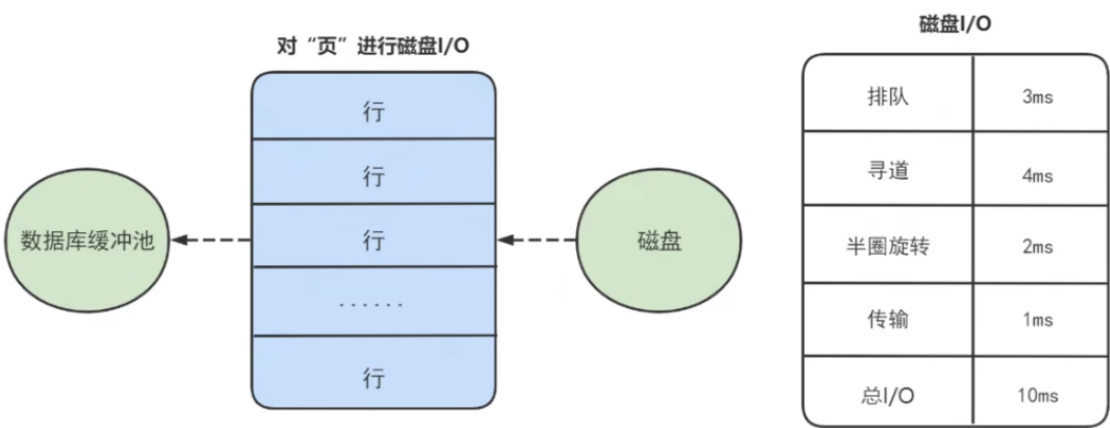 对“页”进行磁盘I/O
行
行
行
......
行
数据库缓冲池
磁盘
磁盘I/O
排队 3ms
寻道 4ms
半圈旋转 2ms
传输 1ms
总I/O 10ms